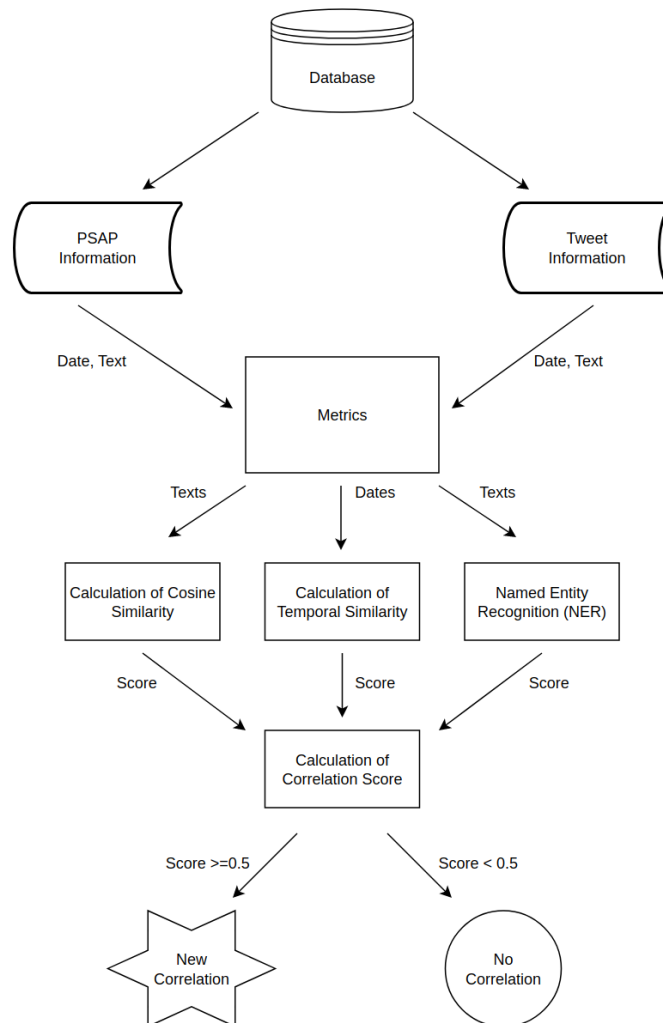 Database
PSAP
Information
Tweet
Information
Date, Text
Date, Text
Metrics
Texts
Dates
Texts
Calculation of Cosine
Similarity
Calculation of
Temporal Similarity
Named Entity
Recognition (NER)
Score
Score
Score
Calculation of
Correlation Score
Score >=0.5
Score < 0.5
New
Correlation
No
Correlation